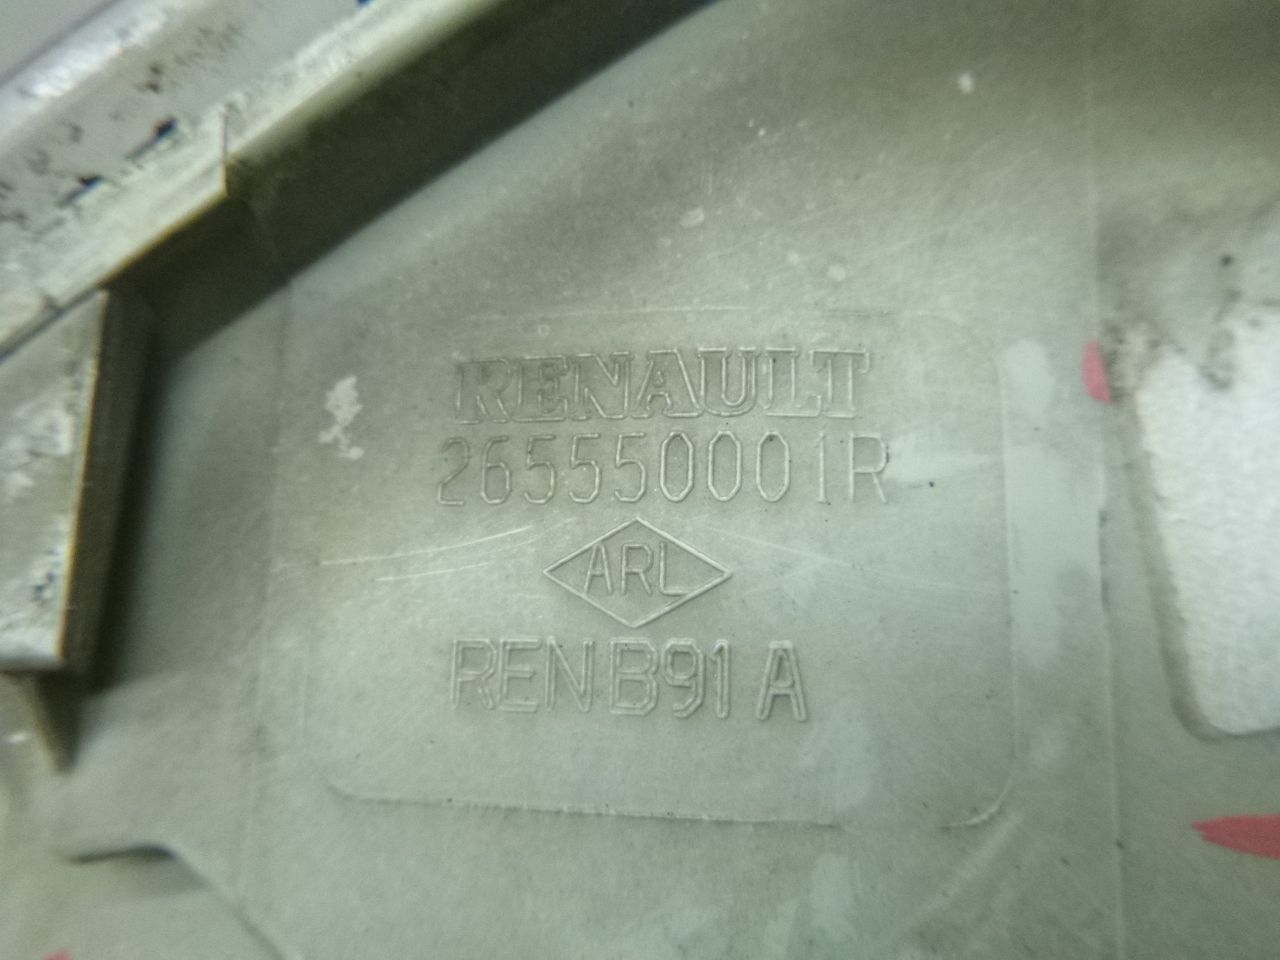 RENAULT
265550001R
ARL
REN B91 A